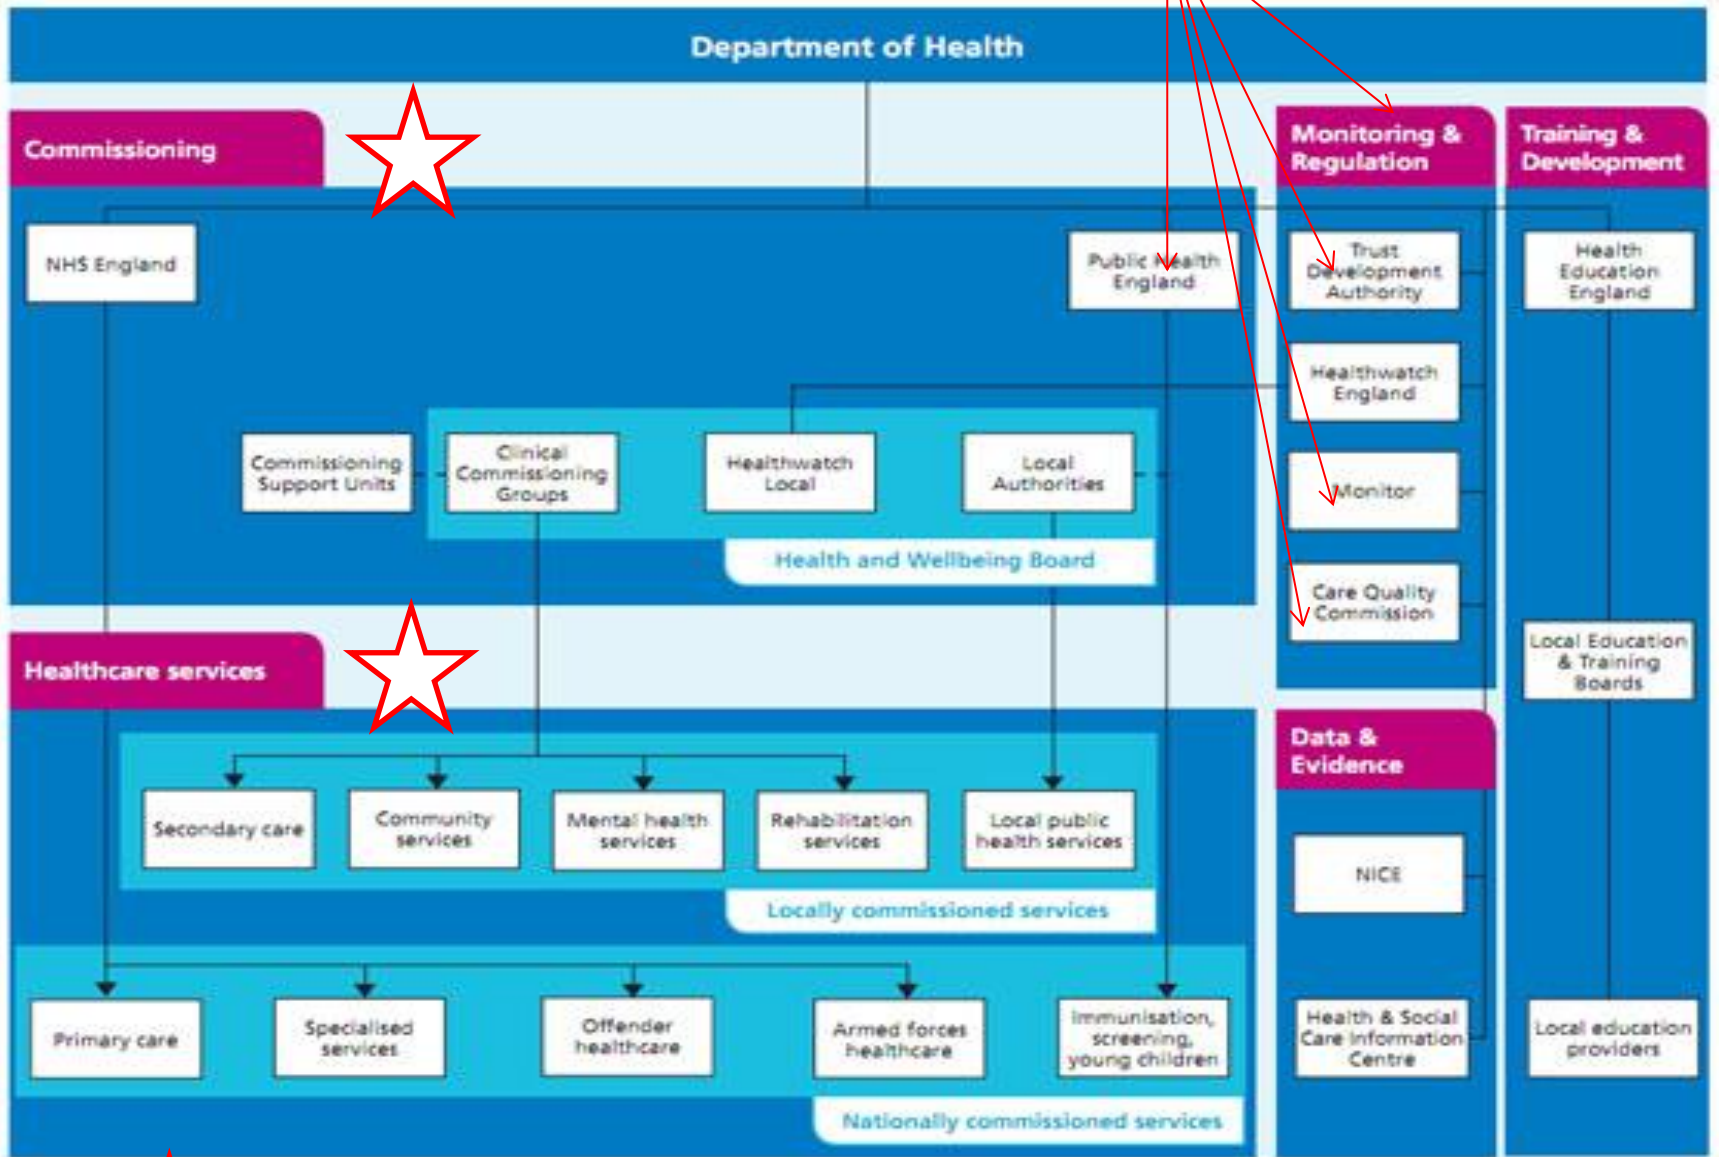 Department of Health
Commissioning
Monitoring &
Regulation
Training &
Development
NHS England
Public Health
England
Trust
Development
Authority
Health
Education
England
Healthwatch
England
Commissioning
Support Units
Clinical
Commissioning
Groups
Healthwatch
Local
Local
Authorities
Monitor
Health and Wellbeing Board
Care Quality
Commission
Local Education
& Training
Boards
Healthcare services
Data &
Evidence
Secondary care
Community
services
Mental health
services
Rehabilitation
services
Local public
health services
NICE
Locally commissioned services
Primary care
Specialised
services
Offender
healthcare
Armed forces
healthcare
Immunisation,
screening,
young children
Health & Social
Care Information
Centre
Local education
providers
Nationally commissioned services